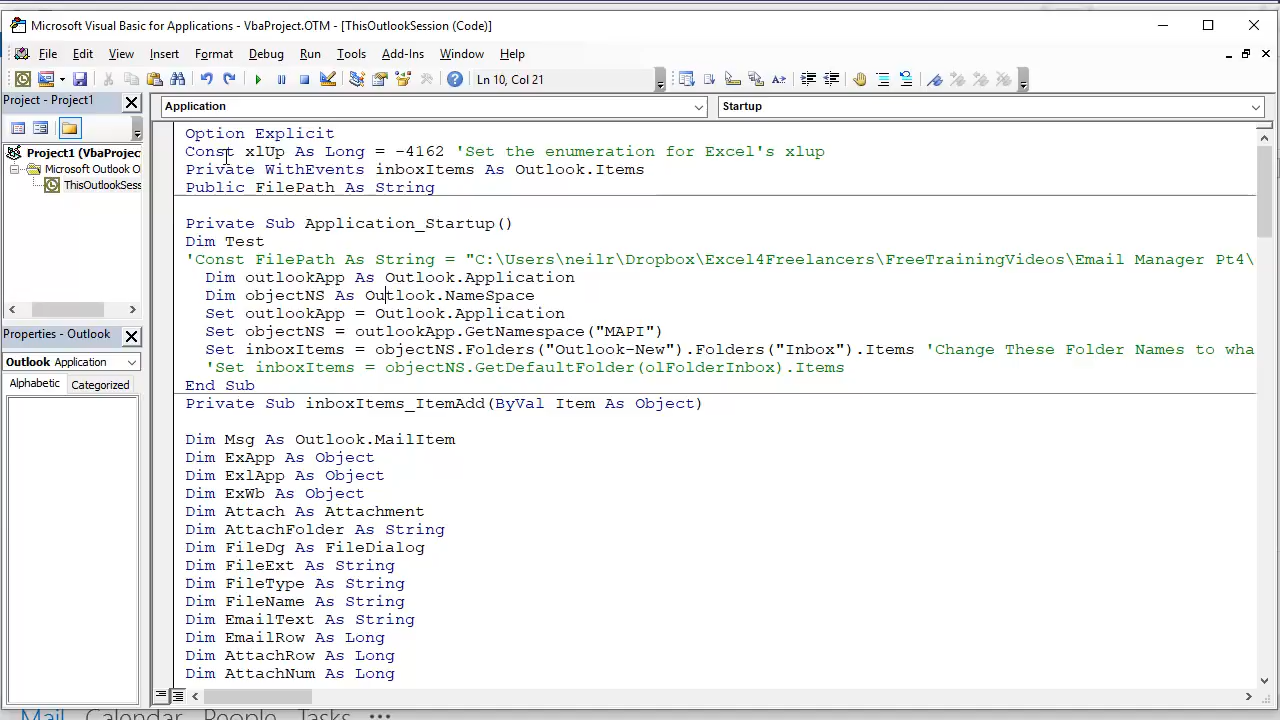 Microsoft Visual Basic for Applications - VbaProject.OTM - [ThisOutlookSession (Code)]
File Edit View Insert Format Debug Run Tools Add-Ins Window Help
Ln 10, Col 21
Project - Project1
Application
Startup
Project1 (VbaProjec
Microsoft Outlook O
ThisOutlookSess
Properties - Outlook
Outlook Application
Alphabetic Categorized
Option Explicit
Const xlUp As Long = -4162 'Set the enumeration for Excel's xlup
Private WithEvents inboxItems As Outlook.Items
Public FilePath As String
Private Sub Application_Startup()
Dim Test
'Const FilePath As String = "C:\Users\neilr\Dropbox\Excel4Freelancers\FreeTrainingVideos\Email Manager Pt4\
Dim outlookApp As Outlook.Application
Dim objectNS As Outlook.NameSpace
Set outlookApp = Outlook.Application
Set objectNS = outlookApp.GetNamespace("MAPI")
Set inboxItems = objectNS.Folders("Outlook-New").Folders("Inbox").Items 'Change These Folder Names to wha
'Set inboxItems = objectNS.GetDefaultFolder(olFolderInbox).Items
End Sub
Private Sub inboxItems_ItemAdd(ByVal Item As Object)
Dim Msg As Outlook.MailItem
Dim ExApp As Object
Dim ExlApp As Object
Dim ExWb As Object
Dim Attach As Attachment
Dim AttachFolder As String
Dim FileDg As FileDialog
Dim FileExt As String
Dim FileType As String
Dim FileName As String
Dim EmailText As String
Dim EmailRow As Long
Dim AttachRow As Long
Dim AttachNum As Long
Mail Calendar People Tasks